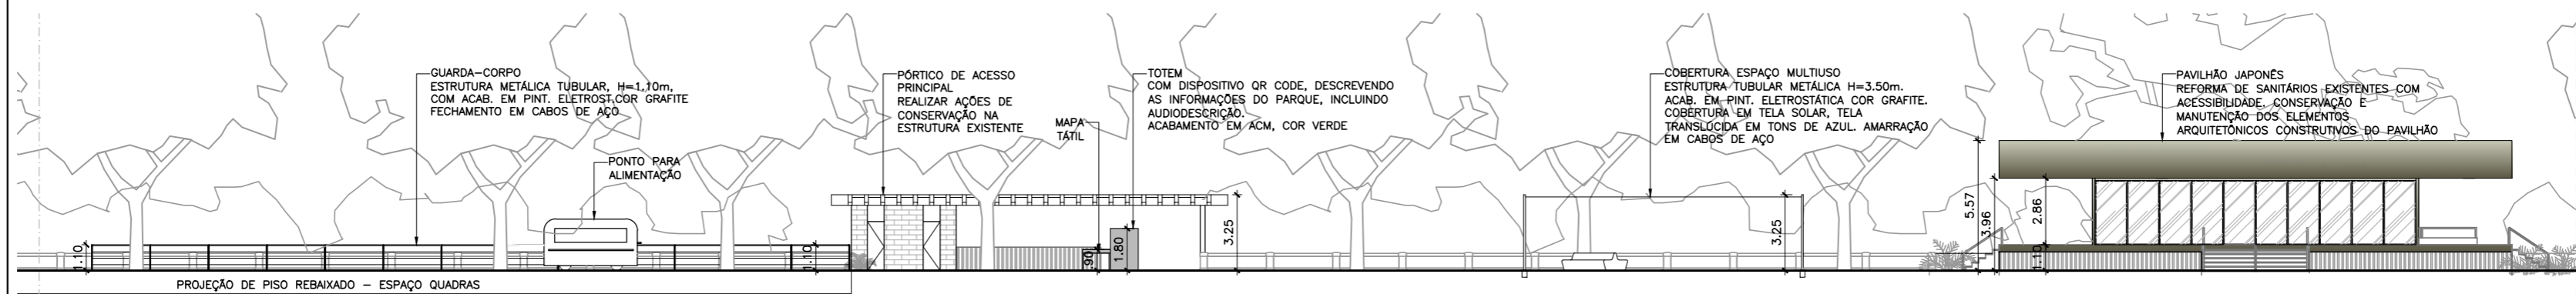 GUARDA-CORPO
ESTRUTURA METÁLICA TUBULAR, H=1,10m,
COM ACAB. EM PINT. ELETROST.COR GRAFITE
FECHAMENTO EM CABOS DE AÇO
PONTO PARA
ALIMENTAÇÃO
PÓRTICO DE ACESSO
PRINCIPAL
REALIZAR AÇÕES DE
CONSERVAÇÃO NA
ESTRUTURA EXISTENTE
MAPA
TÁTIL
TOTEM
COM DISPOSITIVO QR CODE, DESCREVENDO
AS INFORMAÇÕES DO PARQUE, INCLUINDO
AUDIODESCRIÇÃO.
ACABAMENTO EM ACM, COR VERDE
COBERTURA ESPAÇO MULTIUSO
ESTRUTURA TUBULAR METÁLICA H=3.50m.
ACAB. EM PINT. ELETROSTÁTICA COR GRAFITE.
COBERTURA EM TELA SOLAR, TELA
TRANSLÚCIDA EM TONS DE AZUL. AMARRAÇÃO
EM CABOS DE AÇO
PAVILHÃO JAPONÊS
REFORMA DE SANITÁRIOS EXISTENTES COM
ACESSIBILIDADE. CONSERVAÇÃO E
MANUTENÇÃO DOS ELEMENTOS
ARQUITETÔNICOS CONSTRUTIVOS DO PAVILHÃO
1.10
1.10
.90
1.80
3.25
3.25
5.57
3.96
2.86
1.10
PROJEÇÃO DE PISO REBAIXADO - ESPAÇO QUADRAS